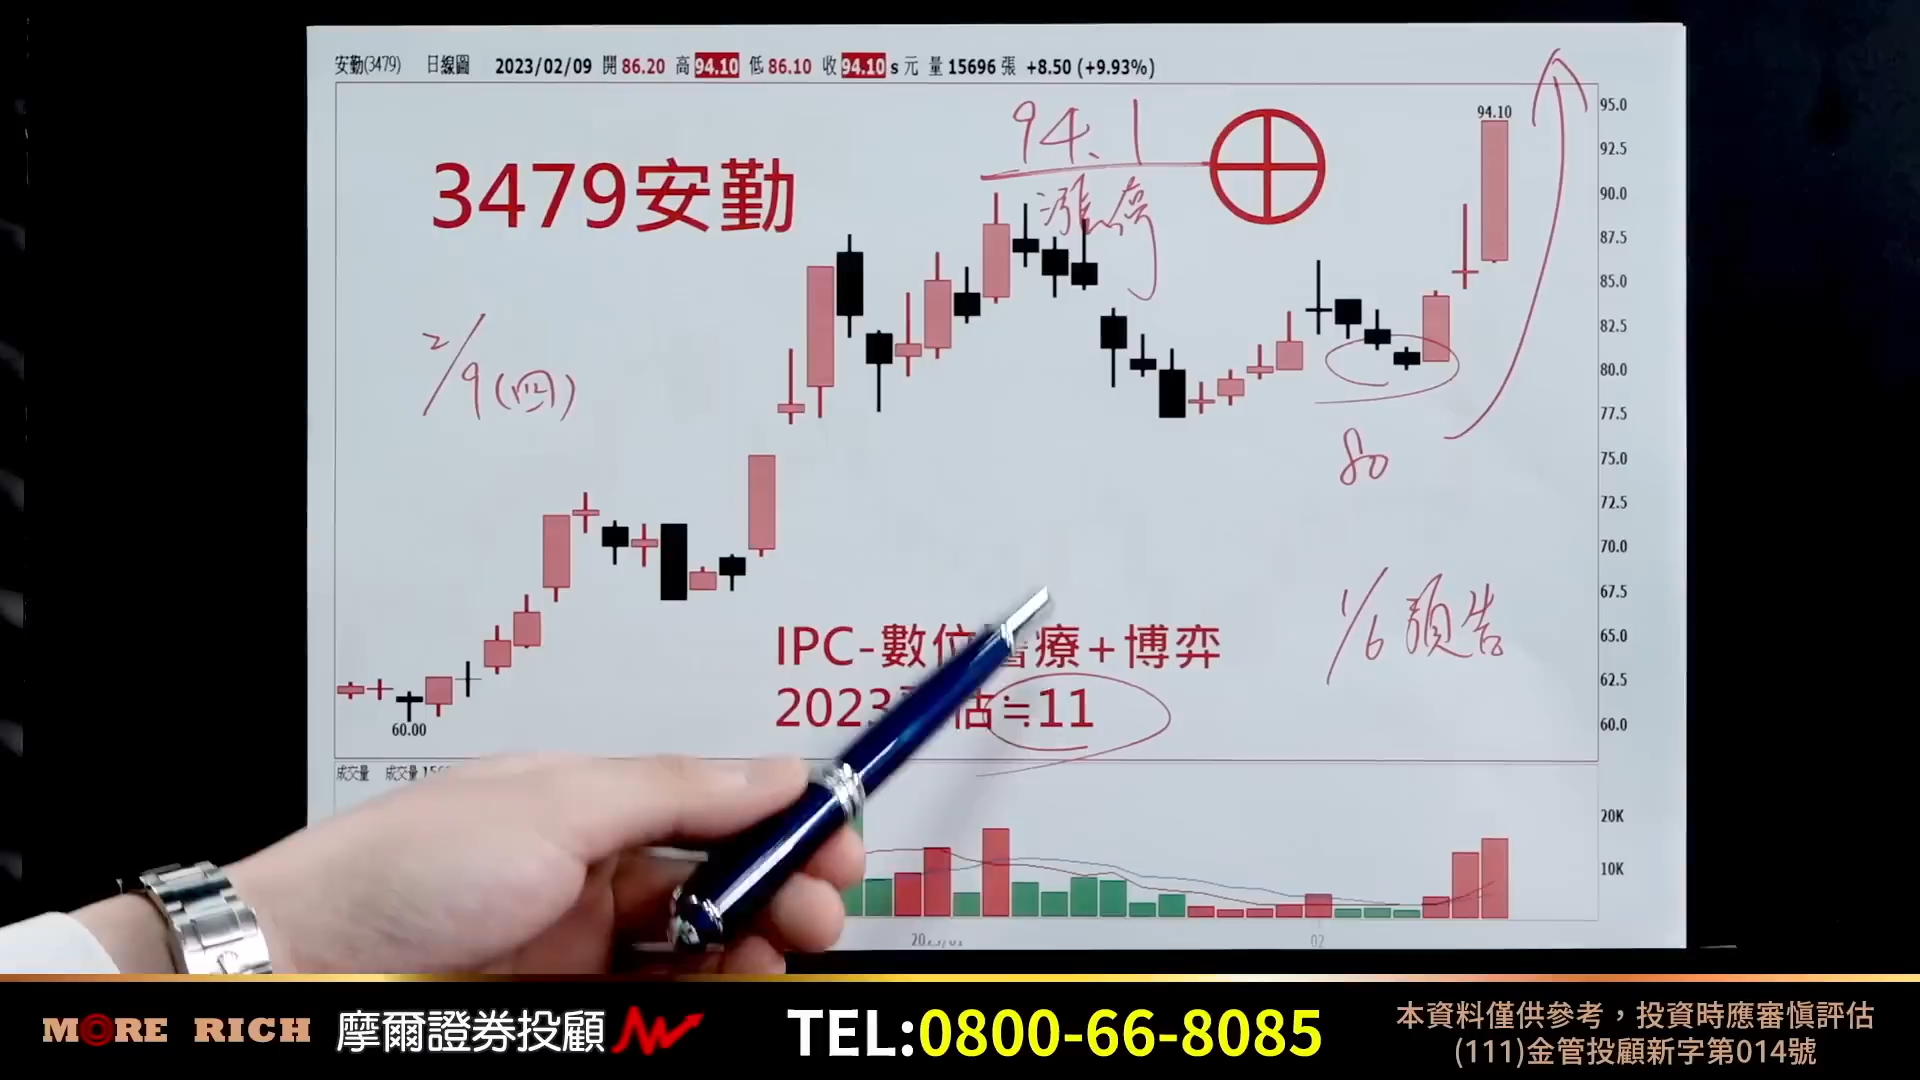 安勤(3479) 日線圖 2023/02/09 開 86.20 高 94.10 低 86.10 收 94.10 s 元 量 15696 張 +8.50 (+9.93%)
94.1
漲停
3479安勤
94.10
95.0
92.5
90.0
87.5
85.0
82.5
80.0
77.5
75.0
72.5
70.0
67.5
65.0
62.5
60.0
2/9(四)
80
1/6 預告
IPC-數位 療+博弈
2023 估≒11
60.00
成交量 成交量
20K
10K
02
MORE RICH 摩爾證券投顧
TEL:0800-66-8085
本資料僅供參考，投資時應審慎評估
(111)金管投顧新字第014號